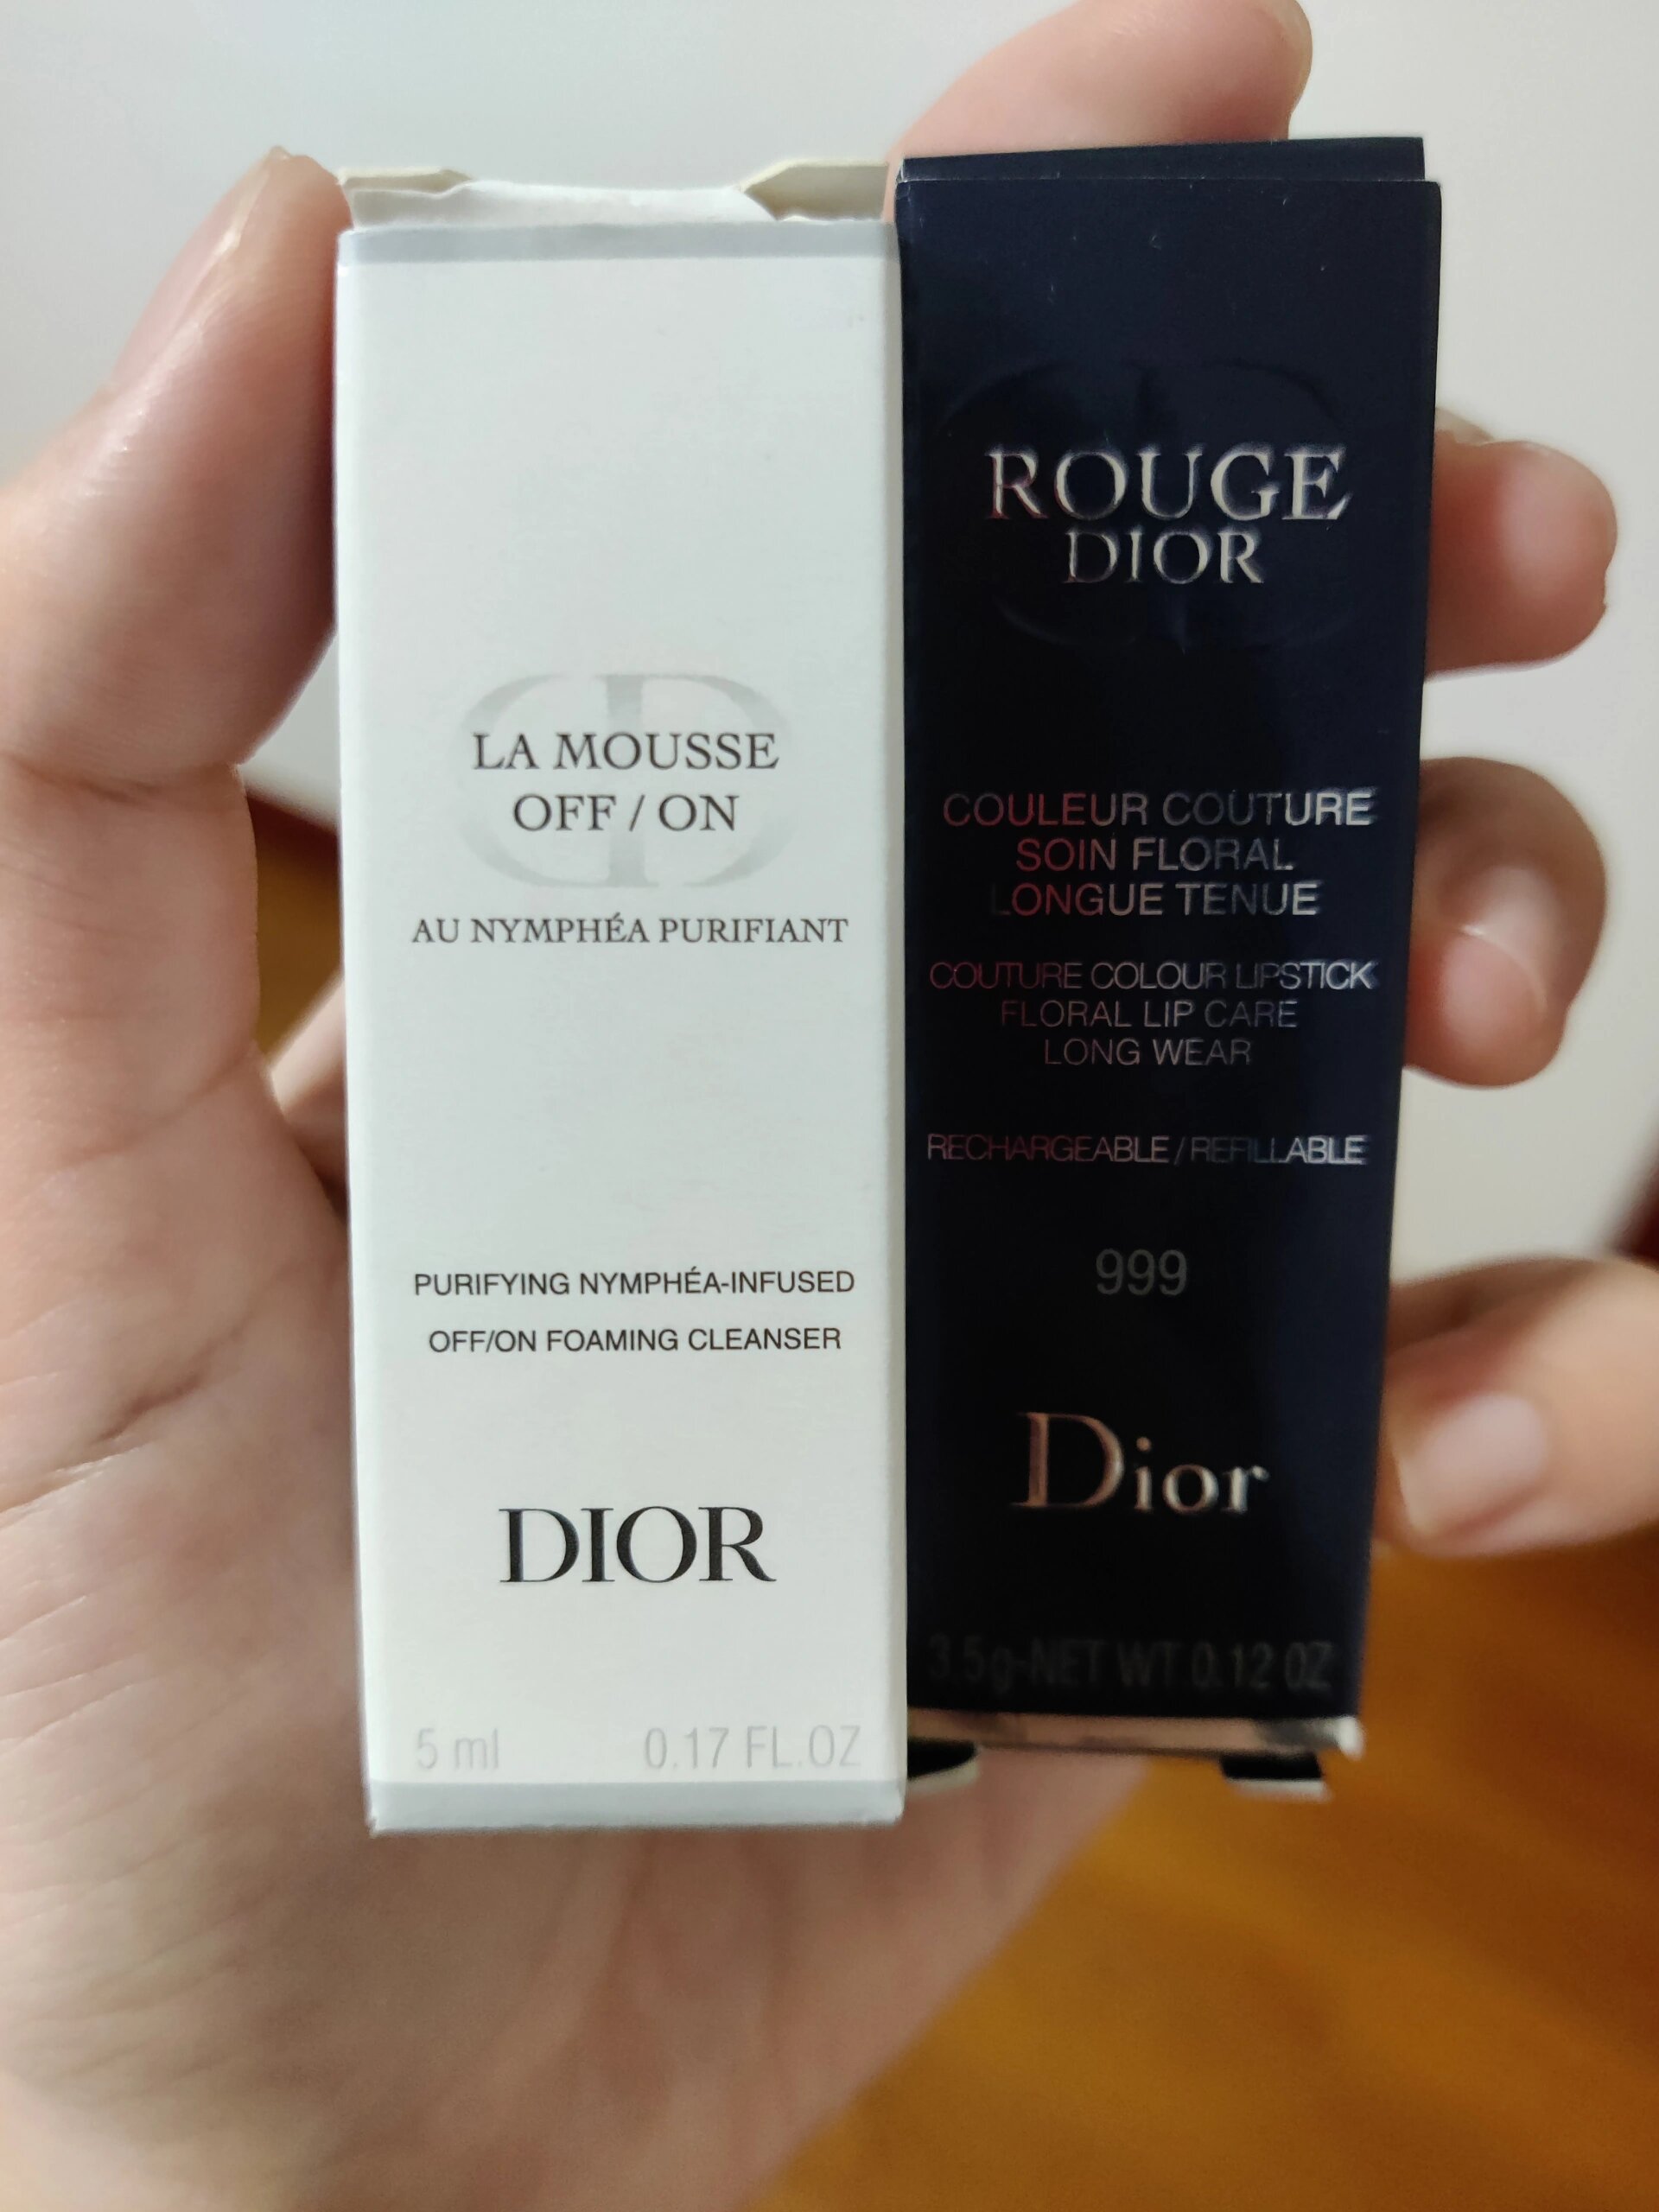 LA MOUSSE
OFF / ON
AU NYMPHÉA PURIFIANT
PURIFYING NYMPHÉA-INFUSED
OFF/ON FOAMING CLEANSER
DIOR
5 ml 0.17 FL.OZ
ROUGE
DIOR
COULEUR COUTURE
SOIN FLORAL
LONGUE TENUE
COUTURE COLOUR LIPSTICK
FLORAL LIP CARE
LONG WEAR
RECHARGEABLE / REFILLABLE
999
Dior
3.5g-NET WT 0.12 OZ